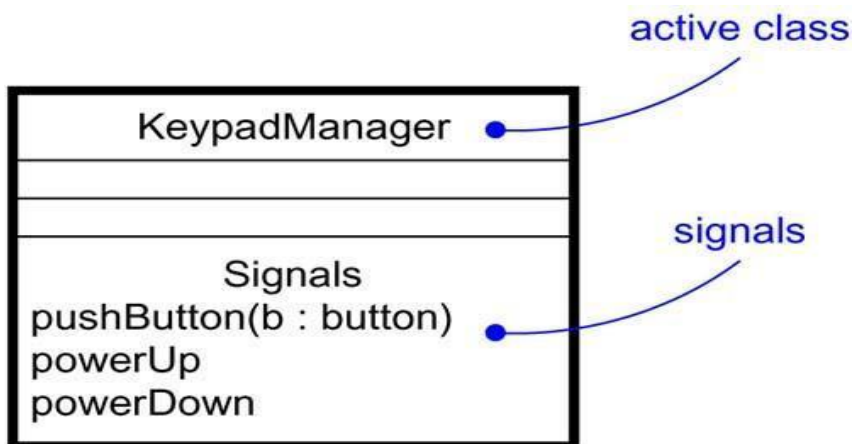 active class
KeypadManager
signals
Signals
pushButton(b : button)
powerUp
powerDown